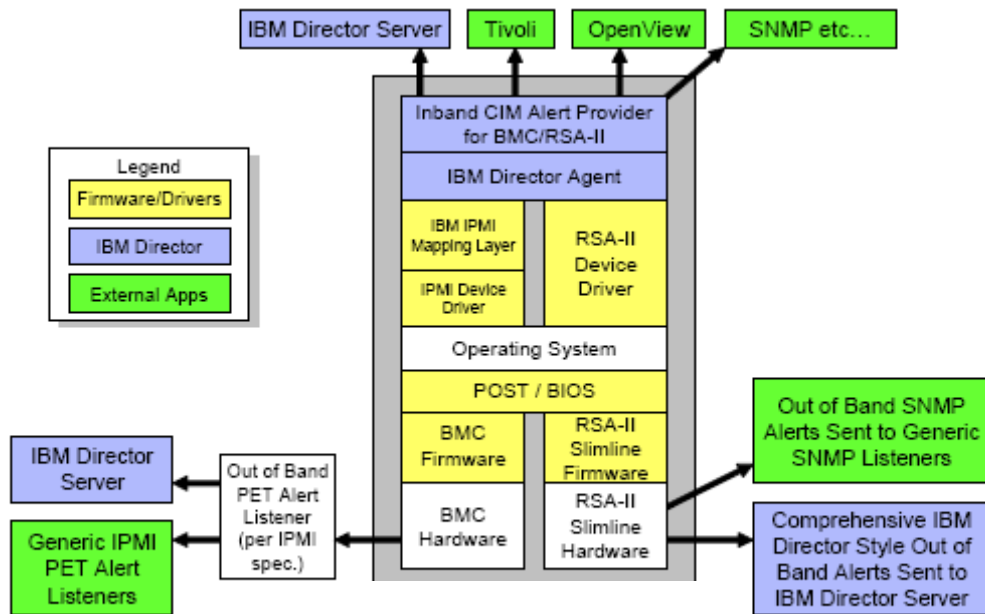 IBM Director Server
Tivoli
OpenView
SNMP etc...
Inband CIM Alert Provider
for BMC/RSA-II
IBM Director Agent
Legend
Firmware/Drivers
IBM Director
External Apps
IBM IPMI
Mapping Layer
IPMI Device
Driver
RSA-II
Device
Driver
Operating System
POST / BIOS
BMC
Firmware
RSA-II
Slimline
Firmware
BMC
Hardware
RSA-II
Slimline
Hardware
IBM Director
Server
Generic IPMI
PET Alert
Listeners
Out of Band
PET Alert
Listener
(per IPMI
spec.)
Out of Band SNMP
Alerts Sent to Generic
SNMP Listeners
Comprehensive IBM
Director Style Out of
Band Alerts Sent to
IBM Director Server